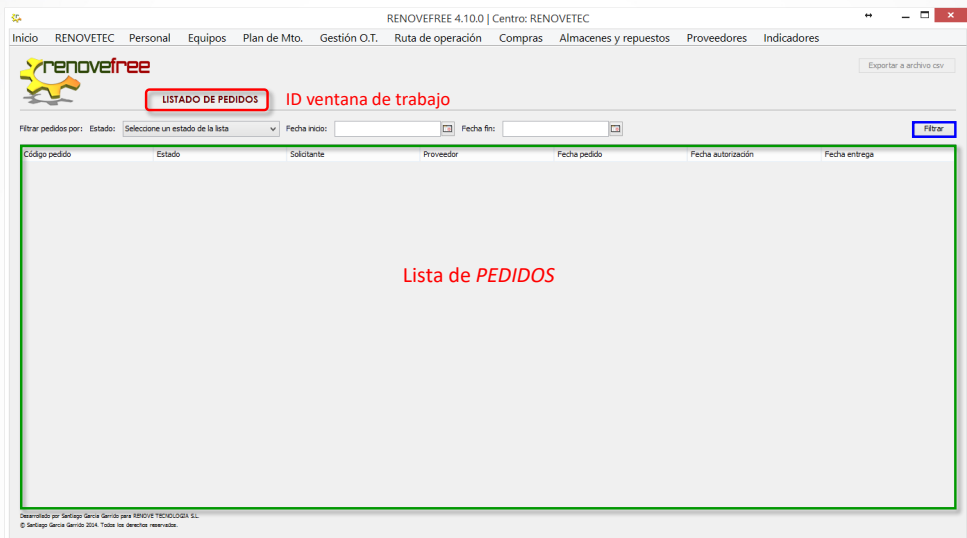 RENOVEFREE 4.10.0 | Centro: RENOVETEC
Inicio RENOVETEC Personal Equipos Plan de Mto. Gestión O.T. Ruta de operación Compras Almacenes y repuestos Proveedores Indicadores
renovefree
Exportar a archivo csv
LISTADO DE PEDIDOS ID ventana de trabajo
Filtrar pedidos por: Estado: Seleccione un estado de la lista Fecha inicio: Fecha fin: Filtrar
Código pedido Estado Solicitante Proveedor Fecha pedido Fecha autorización Fecha entrega
Lista de PEDIDOS
Desarrollado por Santiago García Garrido para RENOVE TECNOLOGÍA S.L.
© Santiago García Garrido 2014. Todos los derechos reservados.